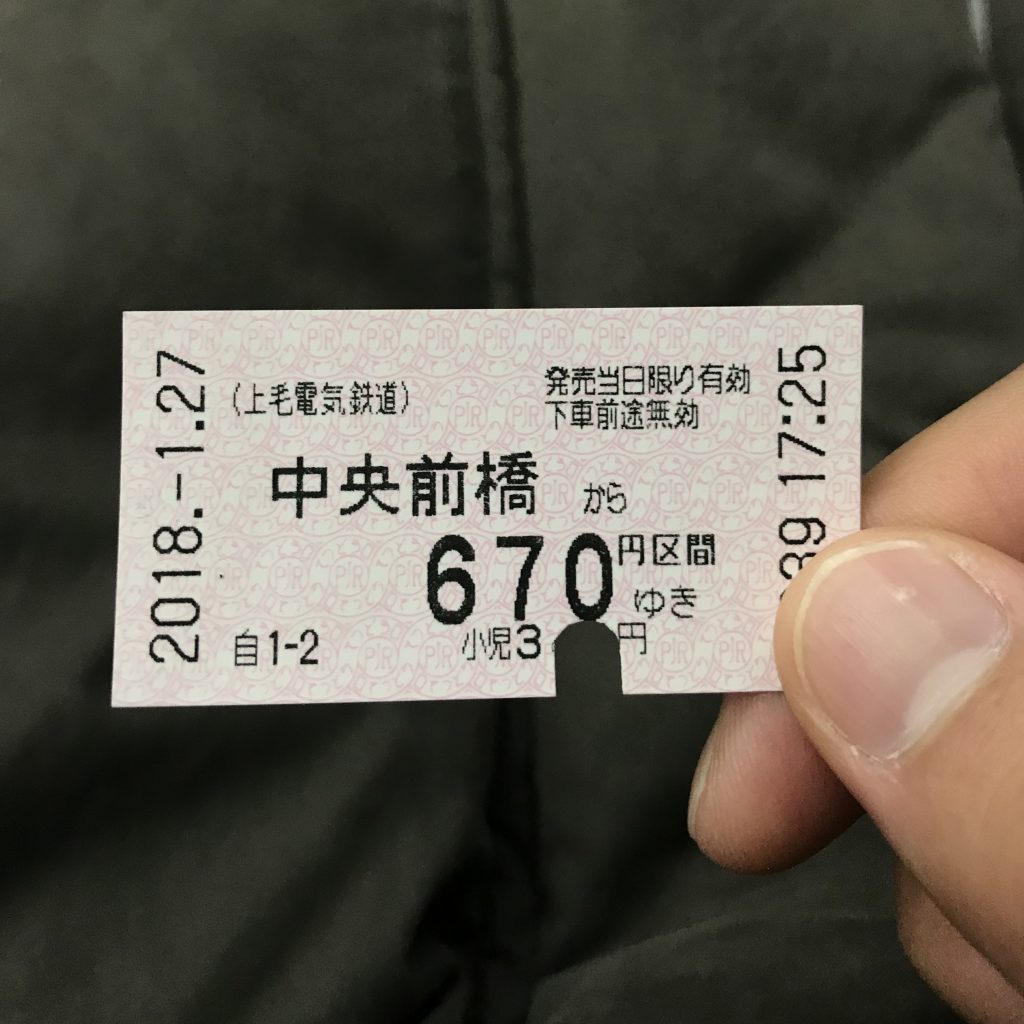 2018.-1.27
(上毛電気鉄道)
発売当日限り有効
下車前途無効
中央前橋 から
670円区間
ゆき
自1-2
小児3 円
39 17:25